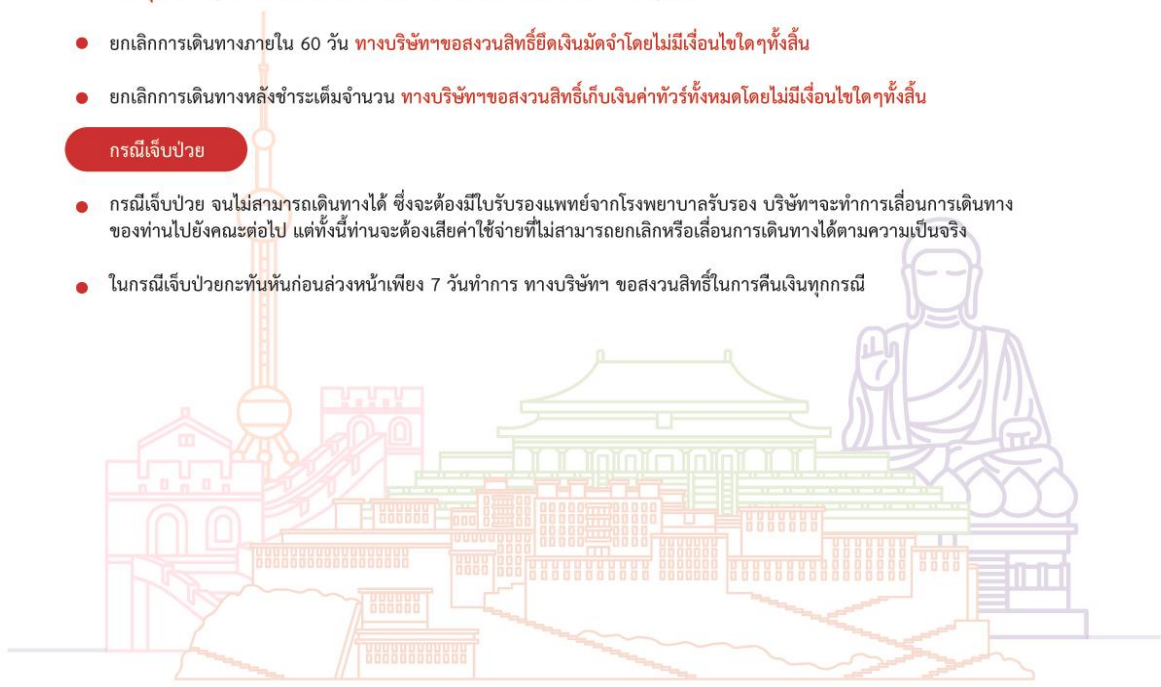 ยกเลิกการเดินทางภายใน 60 วัน ทางบริษัทฯขอสงวนสิทธิ์ยึดเงินมัดจำโดยไม่มีเงื่อนไขใดๆทั้งสิ้น
ยกเลิกการเดินทางหลังชำระเต็มจำนวน ทางบริษัทฯขอสงวนสิทธิ์เก็บเงินค่าทัวร์ทั้งหมดโดยไม่มีเงื่อนไขใดๆทั้งสิ้น
กรณีเจ็บป่วย
กรณีเจ็บป่วย จนไม่สามารถเดินทางได้ ซึ่งจะต้องมีใบรับรองแพทย์จากโรงพยาบาลรับรอง บริษัทฯจะทำการเลื่อนการเดินทาง
ของท่านไปยังคณะต่อไป แต่ทั้งนี้ท่านจะต้องเสียค่าใช้จ่ายที่ไม่สามารถยกเลิกหรือเลื่อนการเดินทางได้ตามความเป็นจริง
ในกรณีเจ็บป่วยกะทันหันก่อนล่วงหน้าเพียง 7 วันทำการ ทางบริษัทฯ ขอสงวนสิทธิ์ในการคืนเงินทุกกรณี